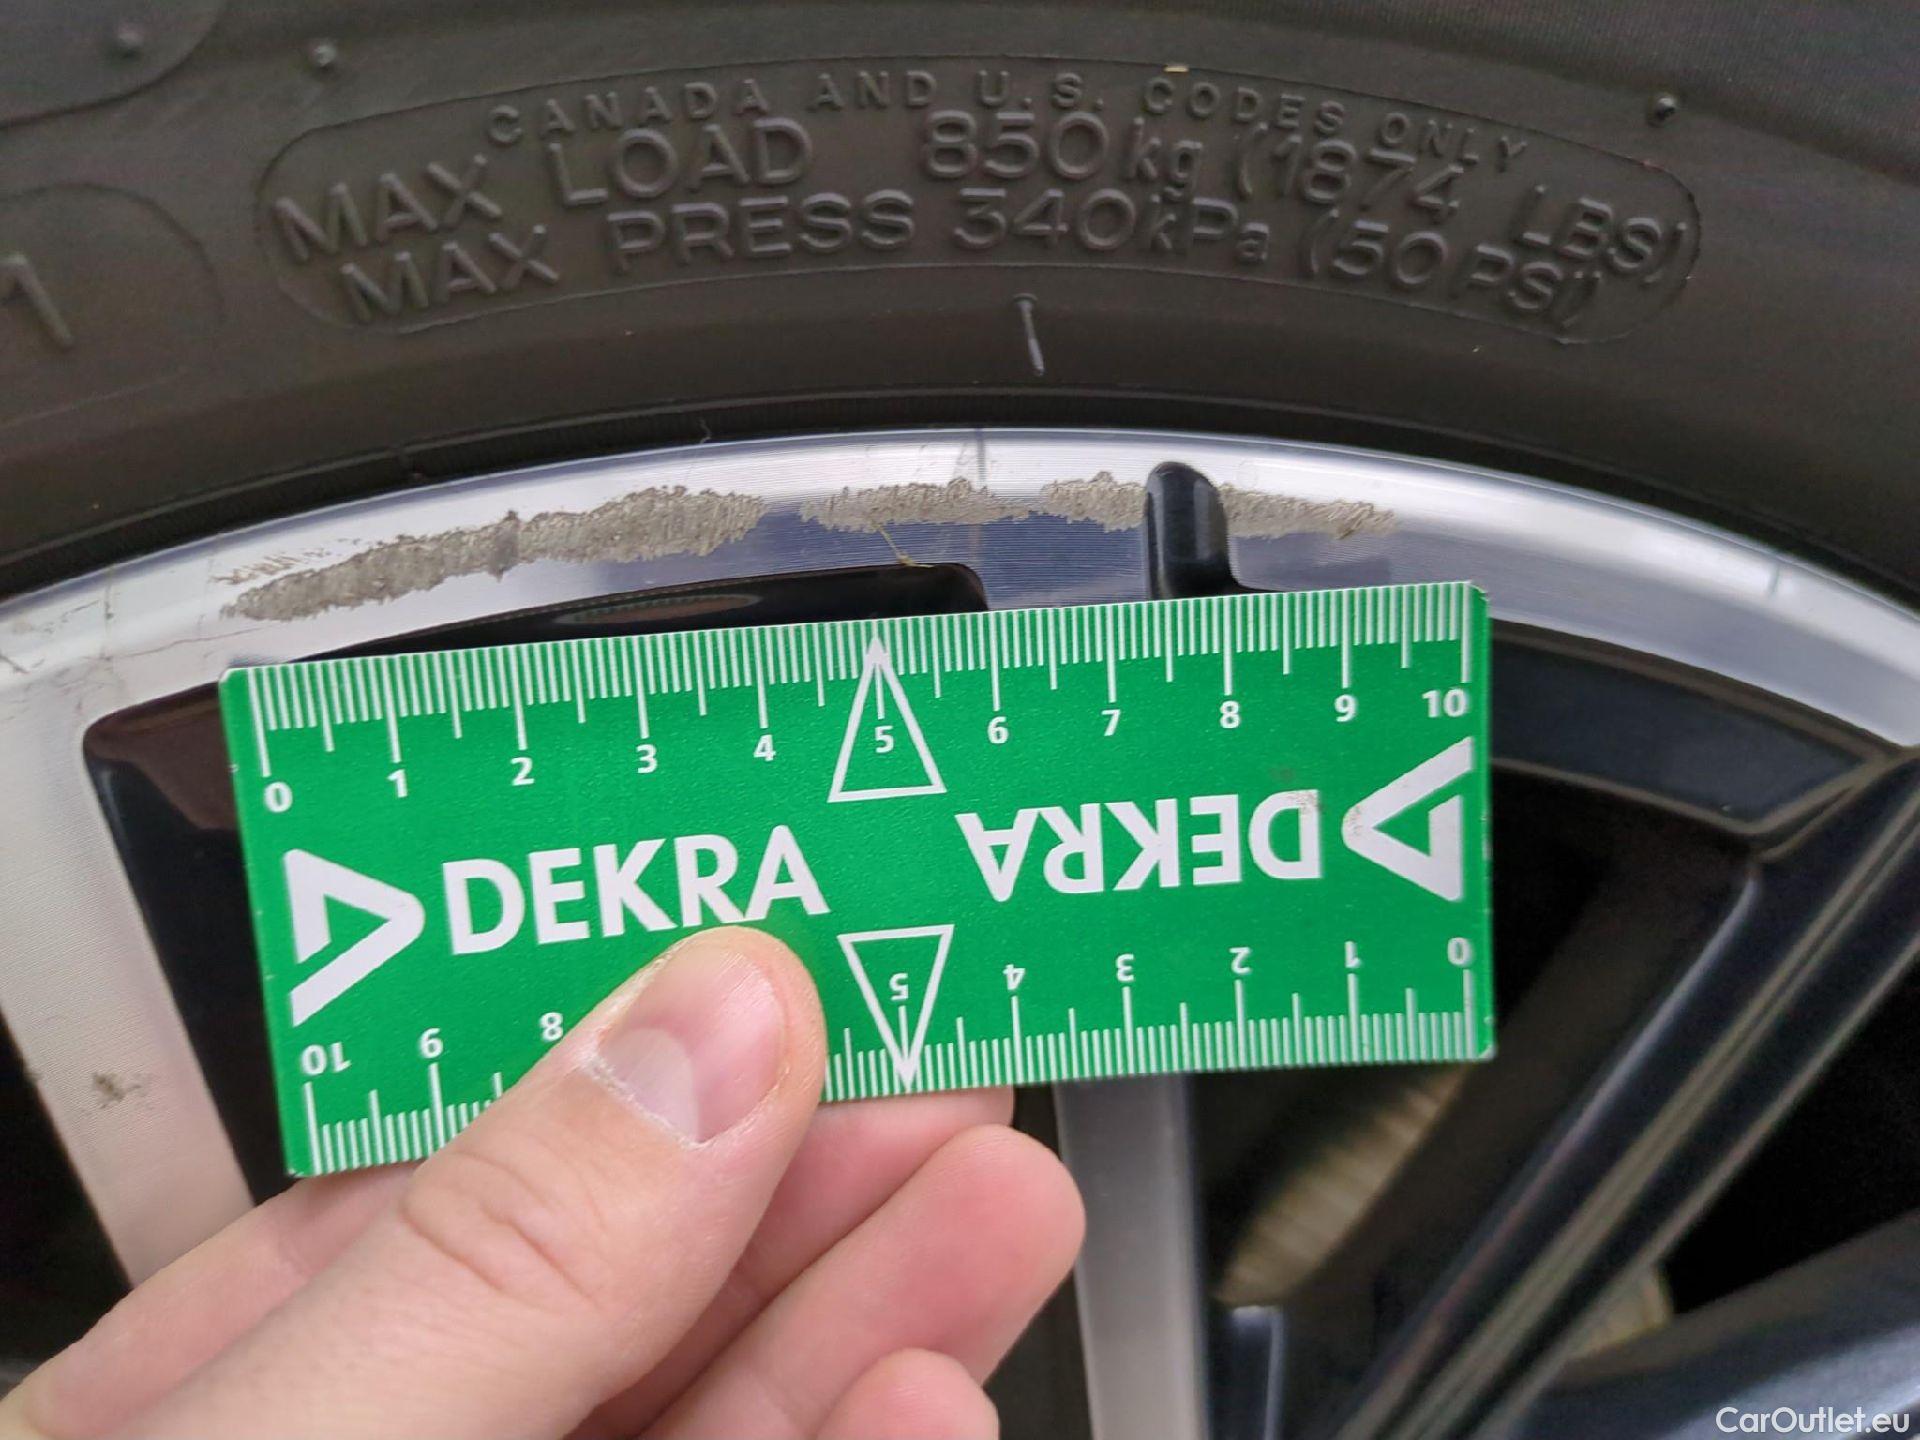 CANADA AND U.S. CODES ONLY
MAX LOAD 850 kg (1874 LBS)
MAX PRESS 340 kPa (50 PSI)
1
0 1 2 3 4 5 6 7 8 9 10
DEKRA
DEKRA
10 9 8 5 4 3 2 1 0
CarOutlet.eu